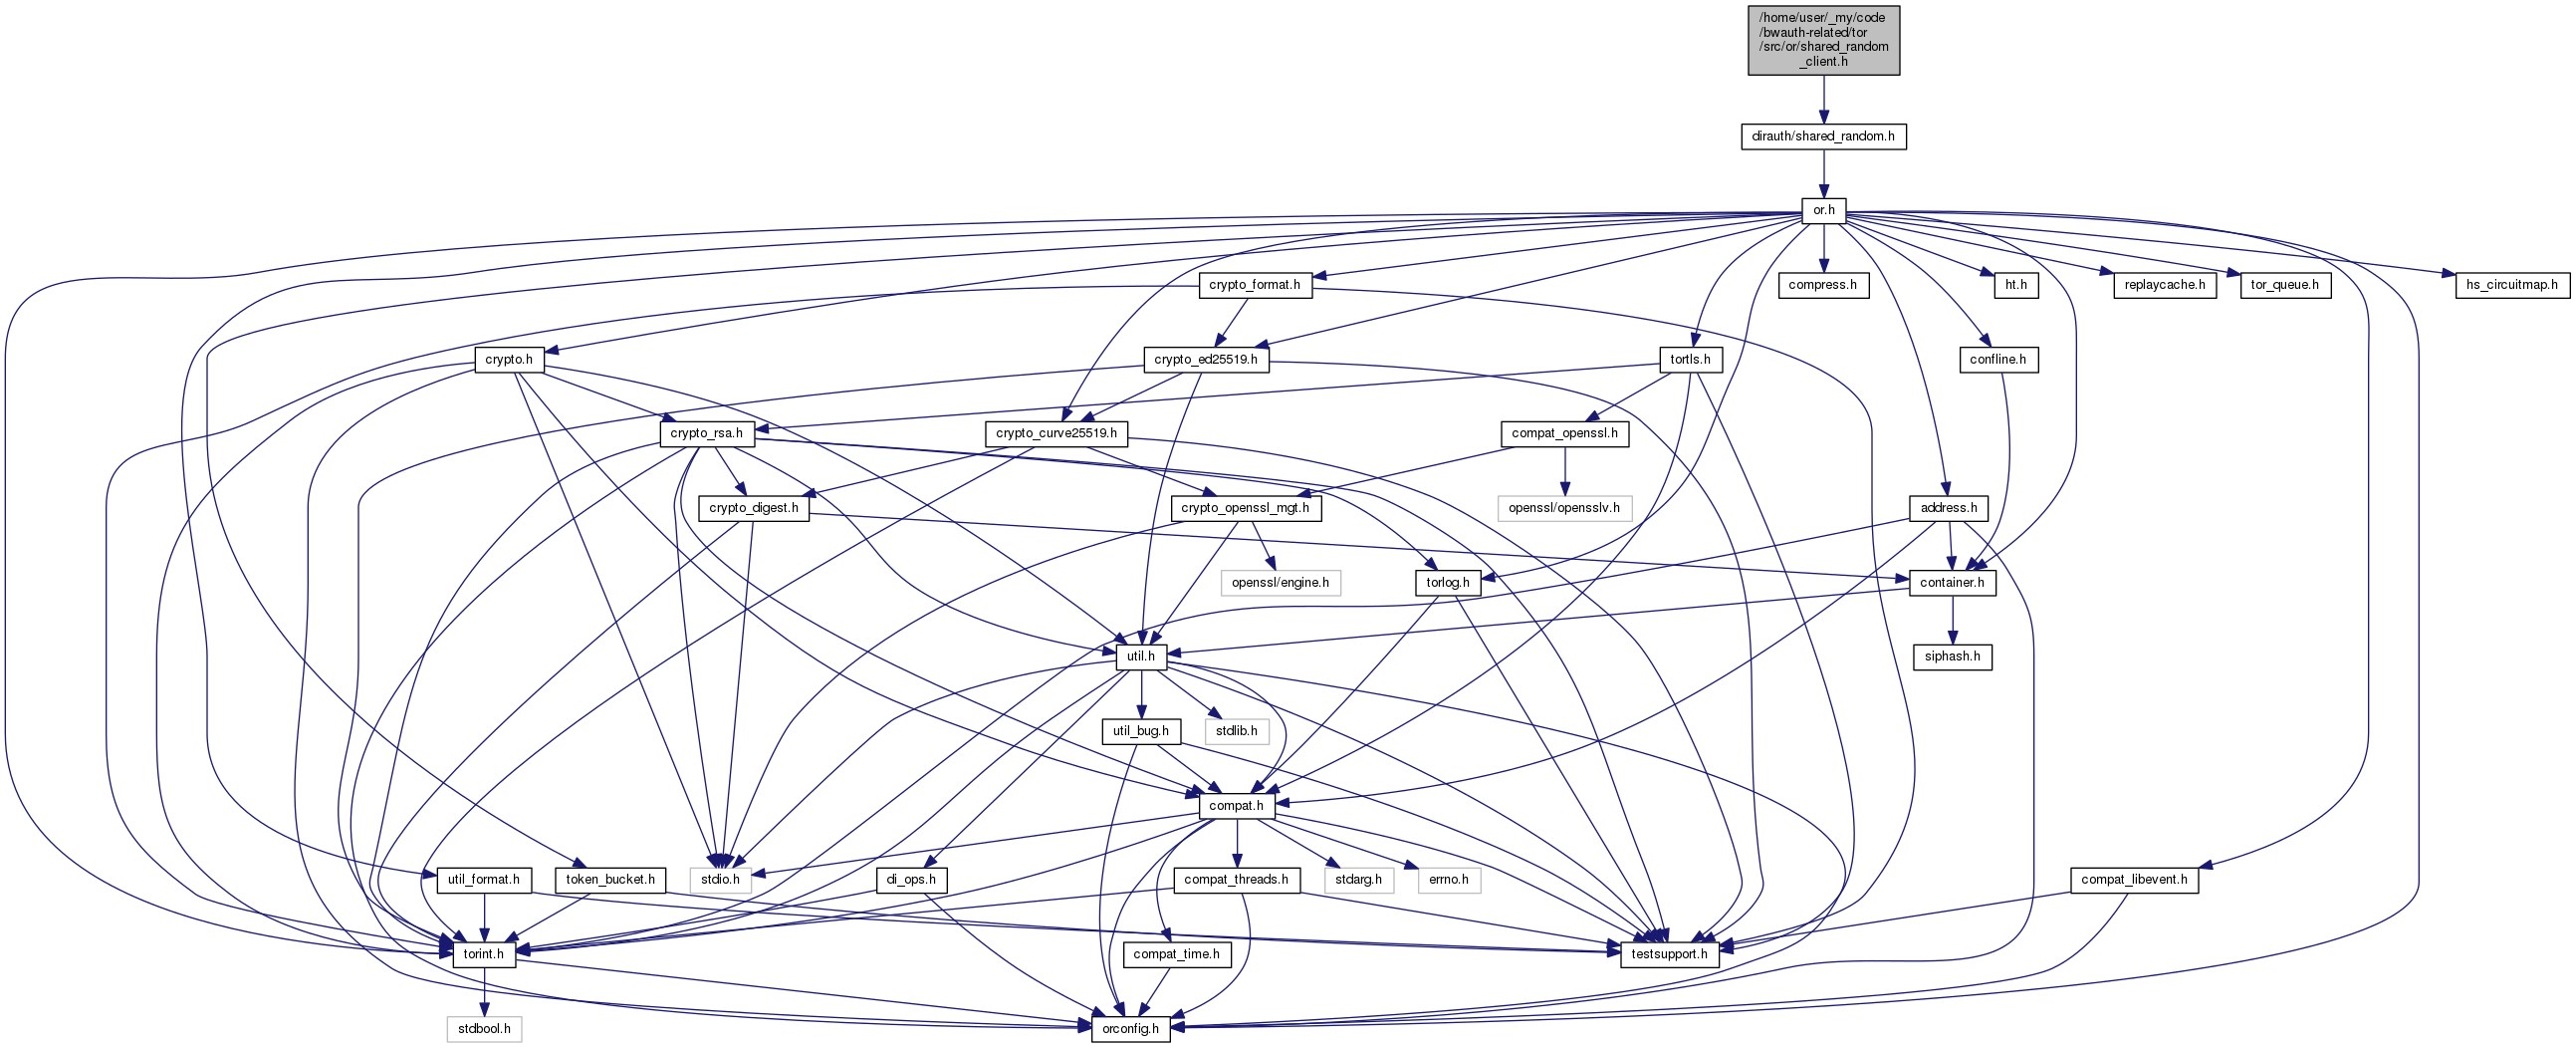 /home/user/_my/code
/bwauth-related/tor
/src/or/shared_random
_client.h
dirauth/shared_random.h
or.h
crypto_format.h
compress.h
ht.h
replaycache.h
tor_queue.h
hs_circuitmap.h
crypto.h
crypto_ed25519.h
tortls.h
confline.h
crypto_rsa.h
crypto_curve25519.h
compat_openssl.h
crypto_digest.h
crypto_openssl_mgt.h
openssl/opensslv.h
address.h
openssl/engine.h
torlog.h
container.h
util.h
siphash.h
util_bug.h
stdlib.h
compat.h
util_format.h
token_bucket.h
stdio.h
di_ops.h
compat_threads.h
stdarg.h
errno.h
compat_libevent.h
torint.h
compat_time.h
testsupport.h
stdbool.h
orconfig.h